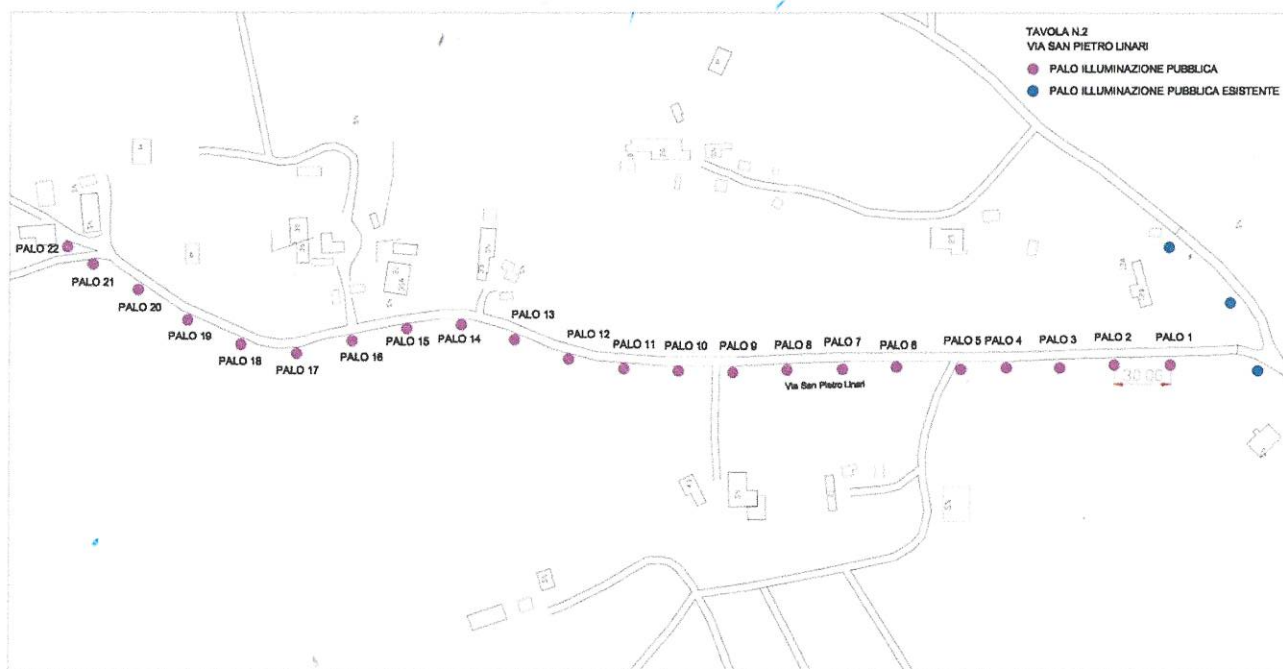 TAVOLA N.2
VIA SAN PIETRO LINARI
PALO ILLUMINAZIONE PUBBLICA
PALO ILLUMINAZIONE PUBBLICA ESISTENTE
PALO 22
PALO 21
PALO 20
PALO 19
PALO 18
PALO 17
PALO 16
PALO 15
PALO 14
PALO 13
PALO 12
PALO 11
PALO 10
PALO 9
PALO 8
PALO 7
PALO 6
PALO 5
PALO 4
PALO 3
PALO 2
PALO 1
30.00
Via San Pietro Linari